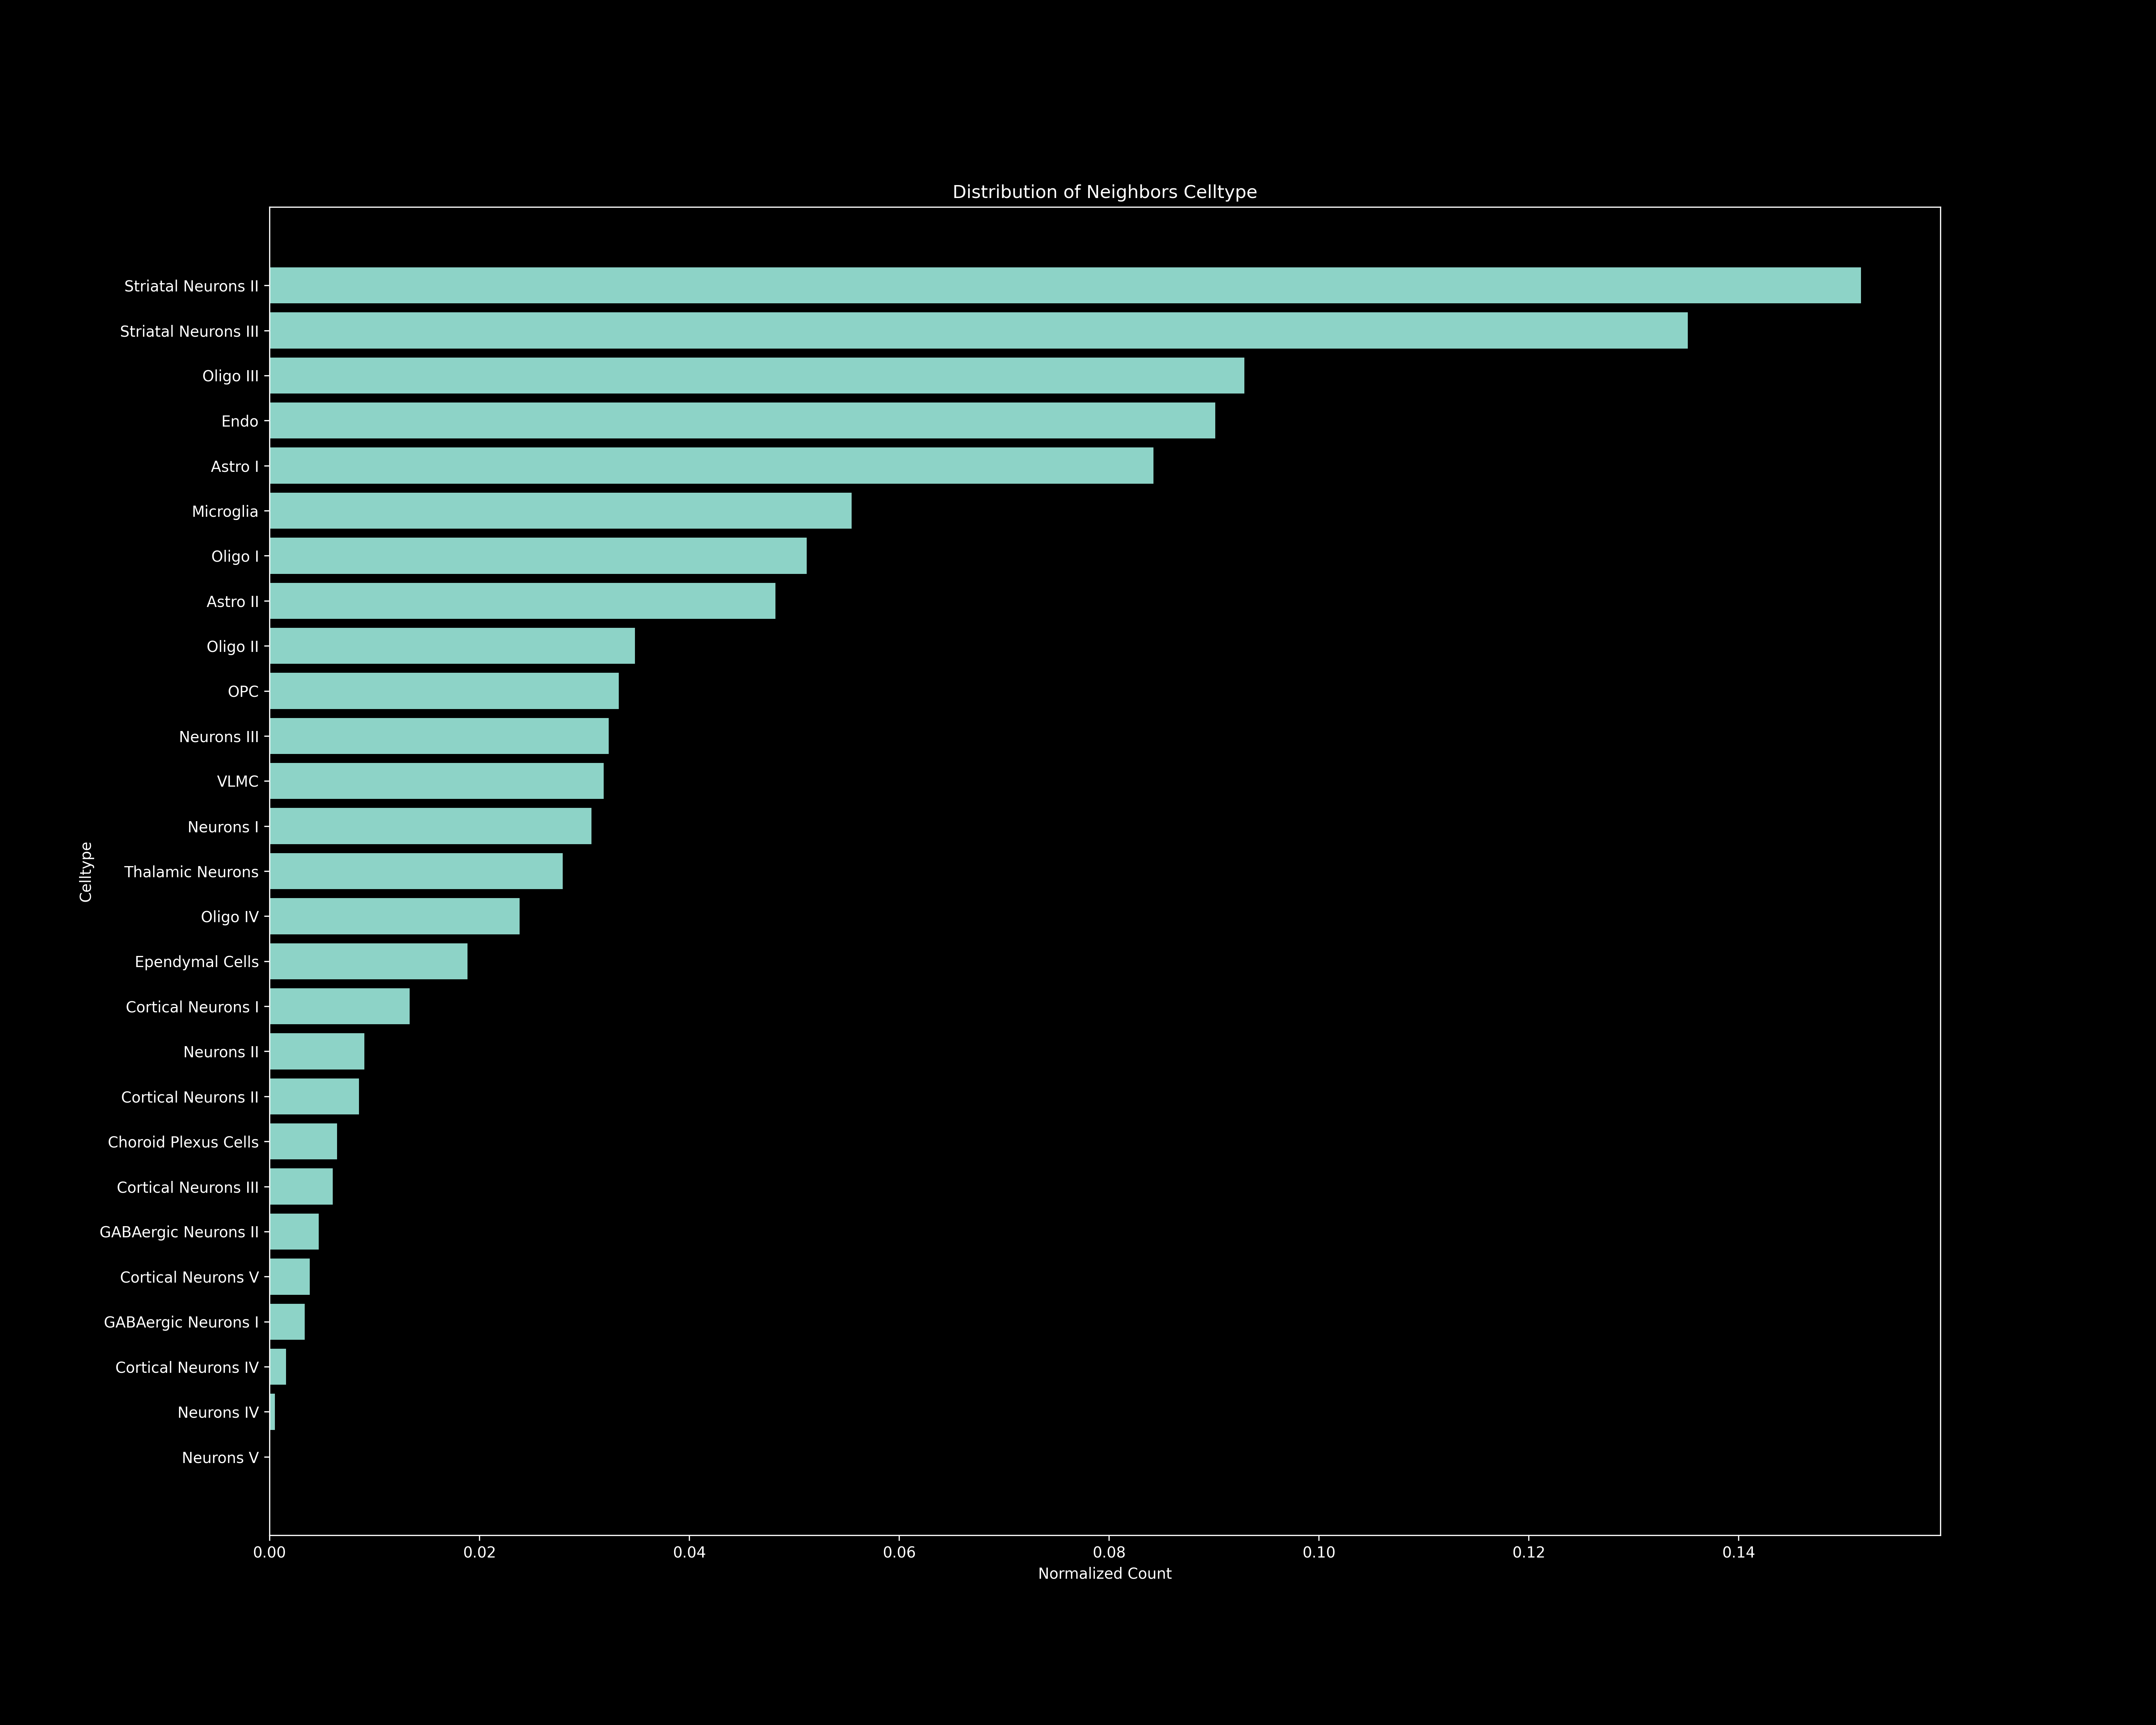 Distribution of Neighbors Celltype
Striatal Neurons II
Striatal Neurons III
Oligo III
Endo
Astro I
Microglia
Oligo I
Astro II
Oligo II
OPC
Neurons III
VLMC
Neurons I
Thalamic Neurons
Oligo IV
Ependymal Cells
Cortical Neurons I
Neurons II
Cortical Neurons II
Choroid Plexus Cells
Cortical Neurons III
GABAergic Neurons II
Cortical Neurons V
GABAergic Neurons I
Cortical Neurons IV
Neurons IV
Neurons V
Celltype
0.00 0.02 0.04 0.06 0.08 0.10 0.12 0.14
Normalized Count